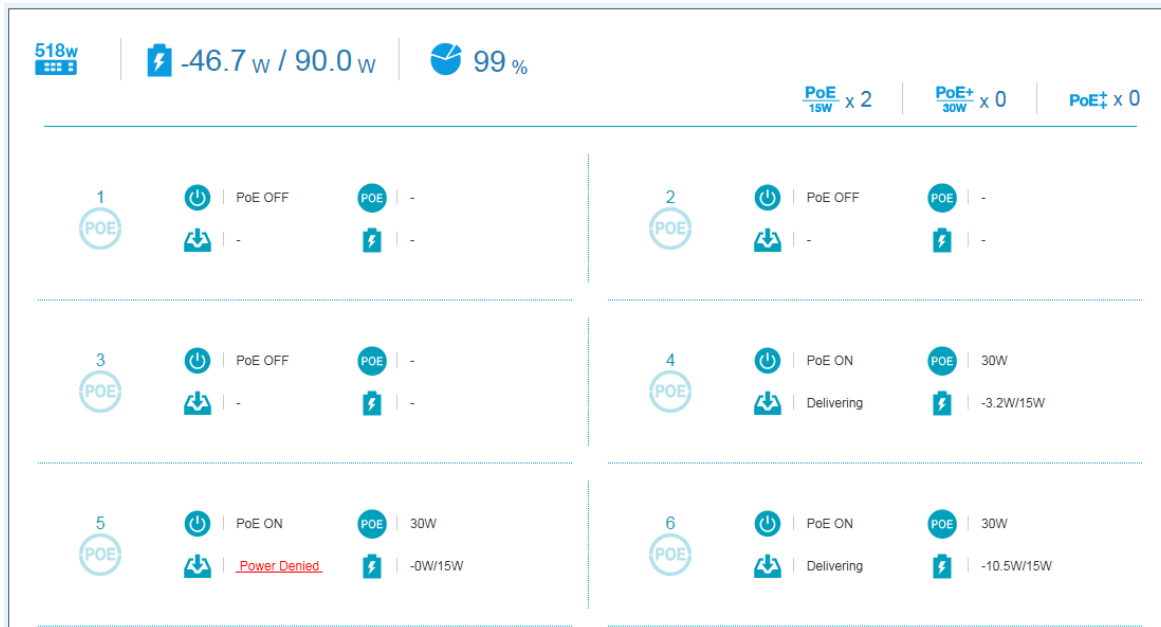 518w
-46.7 W / 90.0 W
99 %
PoE 15W x 2
PoE+ 30W x 0
PoE‡ x 0
1
POE
PoE OFF
POE -
-
-
2
POE
PoE OFF
POE -
-
-
3
POE
PoE OFF
POE -
-
-
4
POE
PoE ON
POE 30W
Delivering
-3.2W/15W
5
POE
PoE ON
POE 30W
Power Denied
-0W/15W
6
POE
PoE ON
POE 30W
Delivering
-10.5W/15W